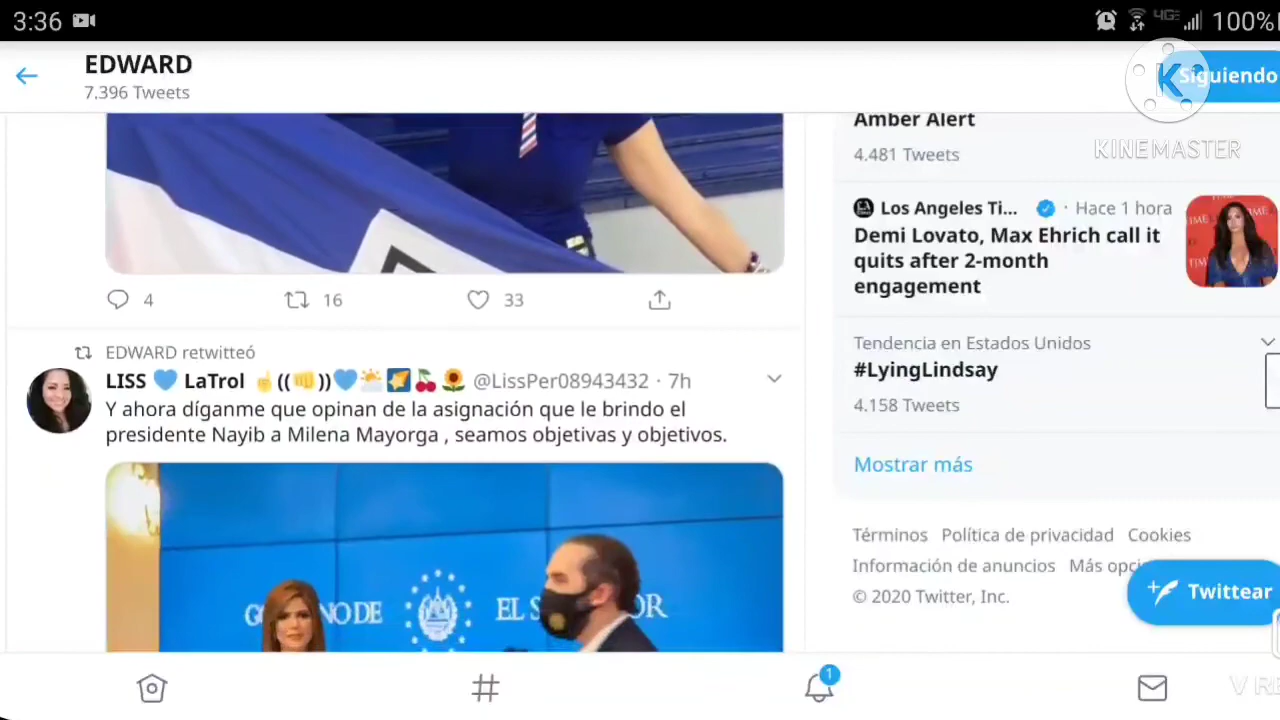 3:36
4GE
100%
EDWARD
7.396 Tweets
Siguiendo
K
KINEMASTER
Amber Alert
4.481 Tweets
Los Angeles Ti... · Hace 1 hora
Demi Lovato, Max Ehrich call it
quits after 2-month
engagement
TIME
4 16 33
Tendencia en Estados Unidos
#LyingLindsay
4.158 Tweets
Mostrar más
EDWARD retwitteó
LISS 💙 LaTrol ☝((👊))💙🌤🌠🍒🌻 @LissPer08943432 · 7h
Y ahora díganme que opinan de la asignación que le brindo el
presidente Nayib a Milena Mayorga , seamos objetivas y objetivos.
Términos Política de privacidad Cookies
Información de anuncios Más opci
© 2020 Twitter, Inc.
Twittear
1
V RE